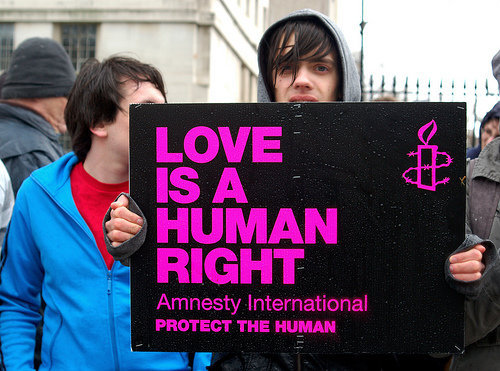 LOVE
IS A
HUMAN
RIGHT
Amnesty International
PROTECT THE HUMAN